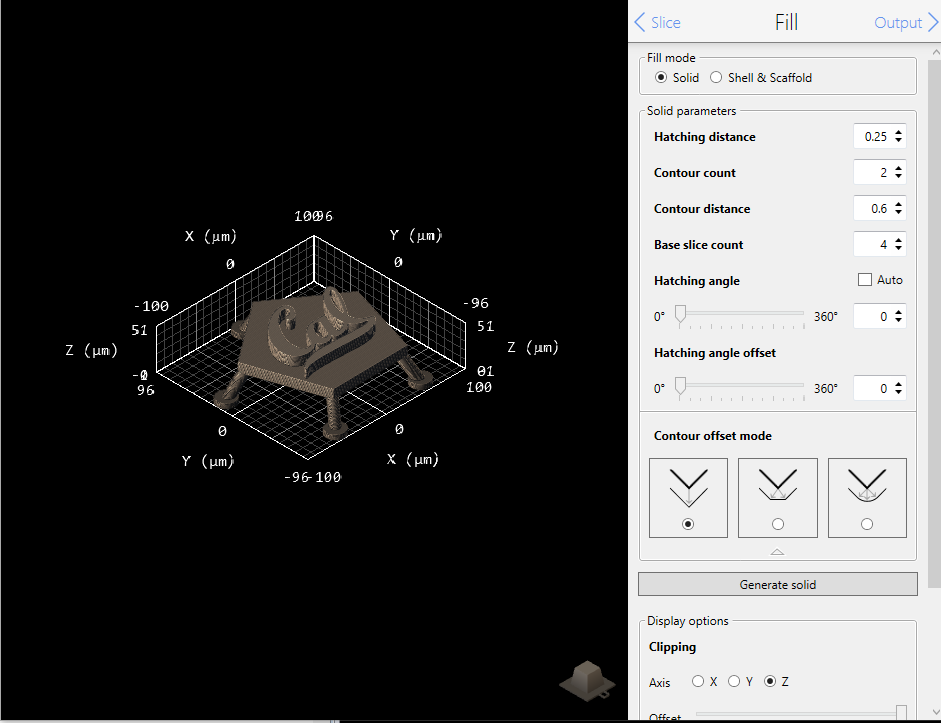 Slice Fill Output
Fill mode
Solid Shell & Scaffold
Solid parameters
Hatching distance 0.25
Contour count 2
Contour distance 0.6
Base slice count 4
Hatching angle Auto
0° 360° 0
Hatching angle offset
0° 360° 0
Contour offset mode
Generate solid
Display options
Clipping
Axis X Y Z
Offset
100 96
X (µm) Y (µm)
0 0
-100 -96
51 51
Z (µm) Z (µm)
96 100
0 0
Y (µm) X (µm)
-96 -100